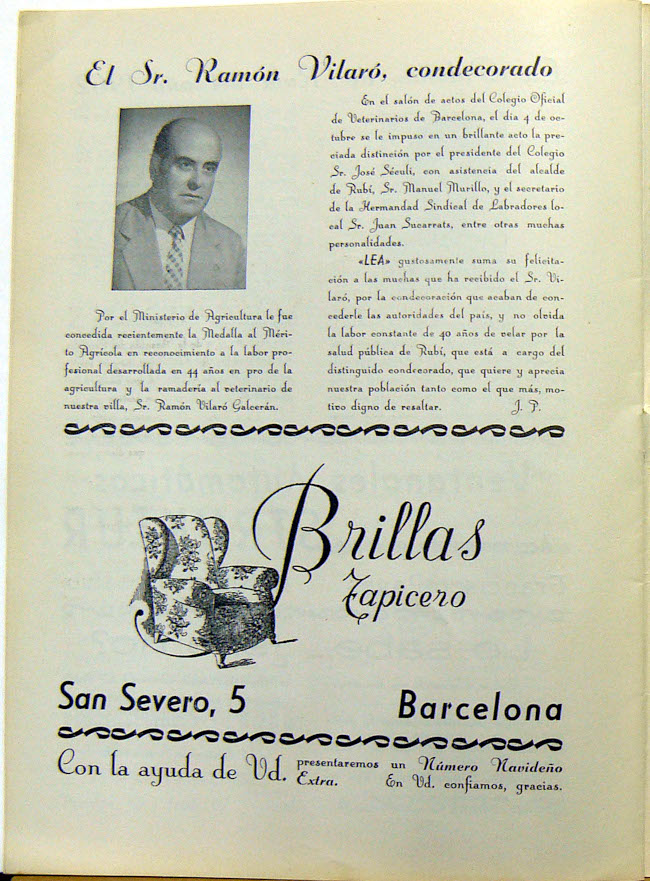 El Sr. Ramón Vilaró, condecorado
Por el Ministerio de Agricultura le fue
concedida recientemente la Medalla al Méri-
to Agrícola en reconocimiento a la labor pro-
fesional desarrollada en 44 años en pro de la
agricultura y la ramadería al veterinario de
nuestra villa, Sr. Ramón Vilaró Galcerán.
En el salón de actos del Colegio Oficial
de Veterinarios de Barcelona, el día 4 de oc-
tubre se le impuso en un brillante acto la pre-
ciada distinción por el presidente del Colegio
Sr. José Séculi, con asistencia del alcalde
de Rubí, Sr. Manuel Murillo, y el secretario
de la Hermandad Sindical de Labradores lo-
cal Sr. Juan Sucarrats, entre otras muchas
personalidades.
«LEA» gustosamente suma su felicita-
ción a las muchas que ha recibido el Sr. Vi-
laró, por la condecoración que acaban de con-
cederle las autoridades del país, y no olvida
la labor constante de 40 años de velar por la
salud pública de Rubí, que está a cargo del
distinguido condecorado, que quiere y aprecia
nuestra población tanto como el que más, mo-
tivo digno de resaltar. J. P.
Brillas
Tapicero
San Severo, 5 Barcelona
Con la ayuda de Vd. presentaremos un Número Navideño
Extra. En Vd. confiamos, gracias.